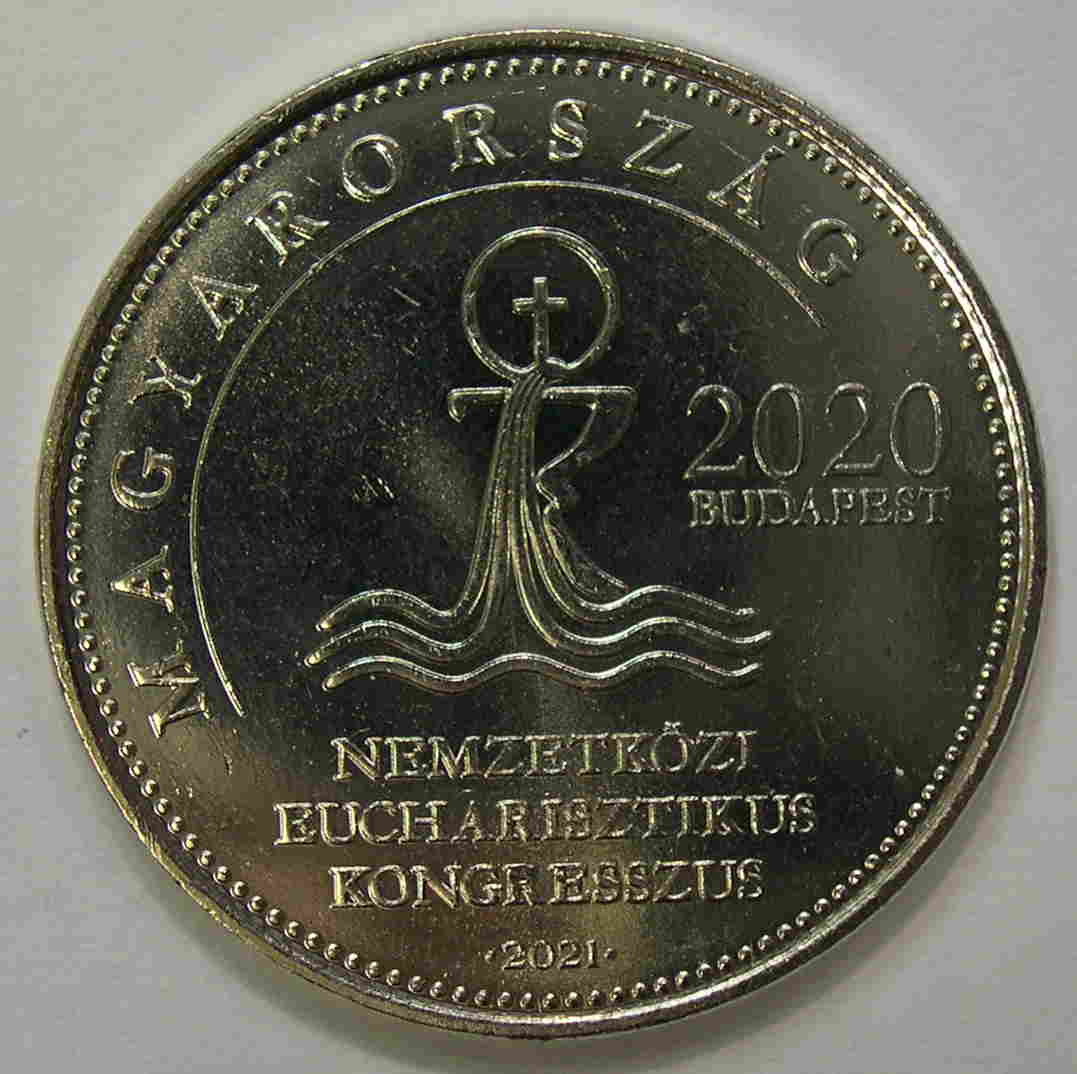 MAGYARORSZÁG
2020
BUDAPEST
NEMZETKÖZI
EUCHARISZTIKUS
KONGRESSZUS
·2021·